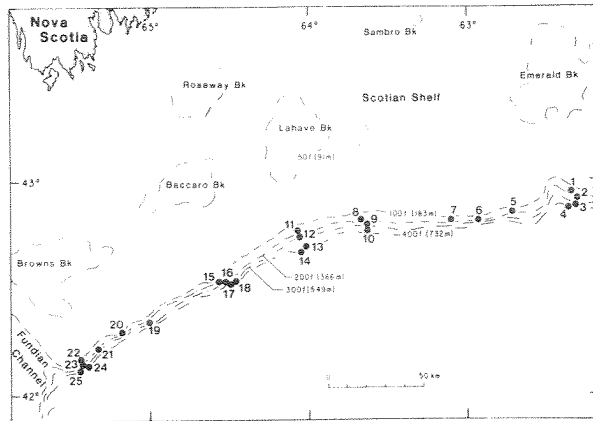 Nova
Scotia
65°
64°
63°
Sambro Bk
Emerald Bk
Roseway Bk
Scotian Shelf
Lahave Bk
50f (91m)
43°
Baccaro Bk
1
2
3
4
5
6
7
8
9
10
100f (183m)
400f (732m)
11
12
13
14
Browns Bk
200f (366m)
300f (549m)
15
16
17
18
19
20
21
22
23
24
25
Fundian
Channel
0
50 km
42°